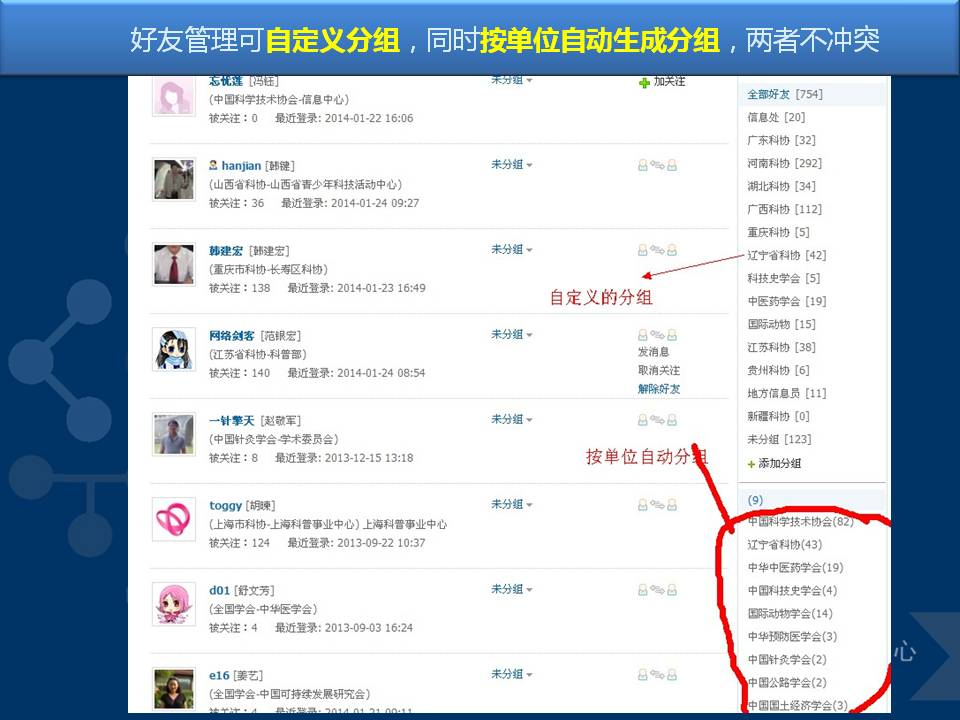 好友管理可自定义分组，同时按单位自动生成分组，两者不冲突
忘忧莲 [冯钰] 未分组 加关注
(中国科学技术协会-信息中心)
被关注：0 最近登录: 2014-01-22 16:06
hanjian [韩键] 未分组
(山西省科协-山西省青少年科技活动中心)
被关注：36 最近登录: 2014-01-24 09:27
韩建宏 [韩建宏] 未分组
(重庆市科协-长寿区科协)
被关注：138 最近登录: 2014-01-23 16:49
自定义的分组
网络剑客 [范银宏] 未分组
(江苏省科协-科普部) 发消息
被关注：140 最近登录: 2014-01-24 08:54 取消关注
解除好友
一针擎天 [赵敬军] 未分组
(中国针灸学会-学术委员会)
被关注：8 最近登录: 2013-12-15 13:18
按单位自动分组
toggy [胡暕] 未分组
(上海市科协-上海科普事业中心) 上海科普事业中心
被关注：124 最近登录: 2013-09-22 10:37
d01 [舒文芳] 未分组
(全国学会-中华医学会)
被关注：4 最近登录: 2013-09-03 16:24
e16 [姜艺] 未分组
(全国学会-中国可持续发展研究会)
被关注：4 最近登录: 2014-01-21 09:11
全部好友 [754]
信息处 [20]
广东科协 [32]
河南科协 [292]
湖北科协 [34]
广西科协 [112]
重庆科协 [5]
辽宁省科协 [42]
科技史学会 [5]
中医药学会 [19]
国际动物 [15]
江苏科协 [38]
贵州科协 [6]
地方信息员 [11]
新疆科协 [0]
未分组 [123]
添加分组
(9)
中国科学技术协会(82)
辽宁省科协(43)
中华中医药学会(19)
中国科技史学会(4)
国际动物学会(14)
中华预防医学会(3)
中国针灸学会(2)
中国公路学会(2)
中国国土经济学会(3)
心